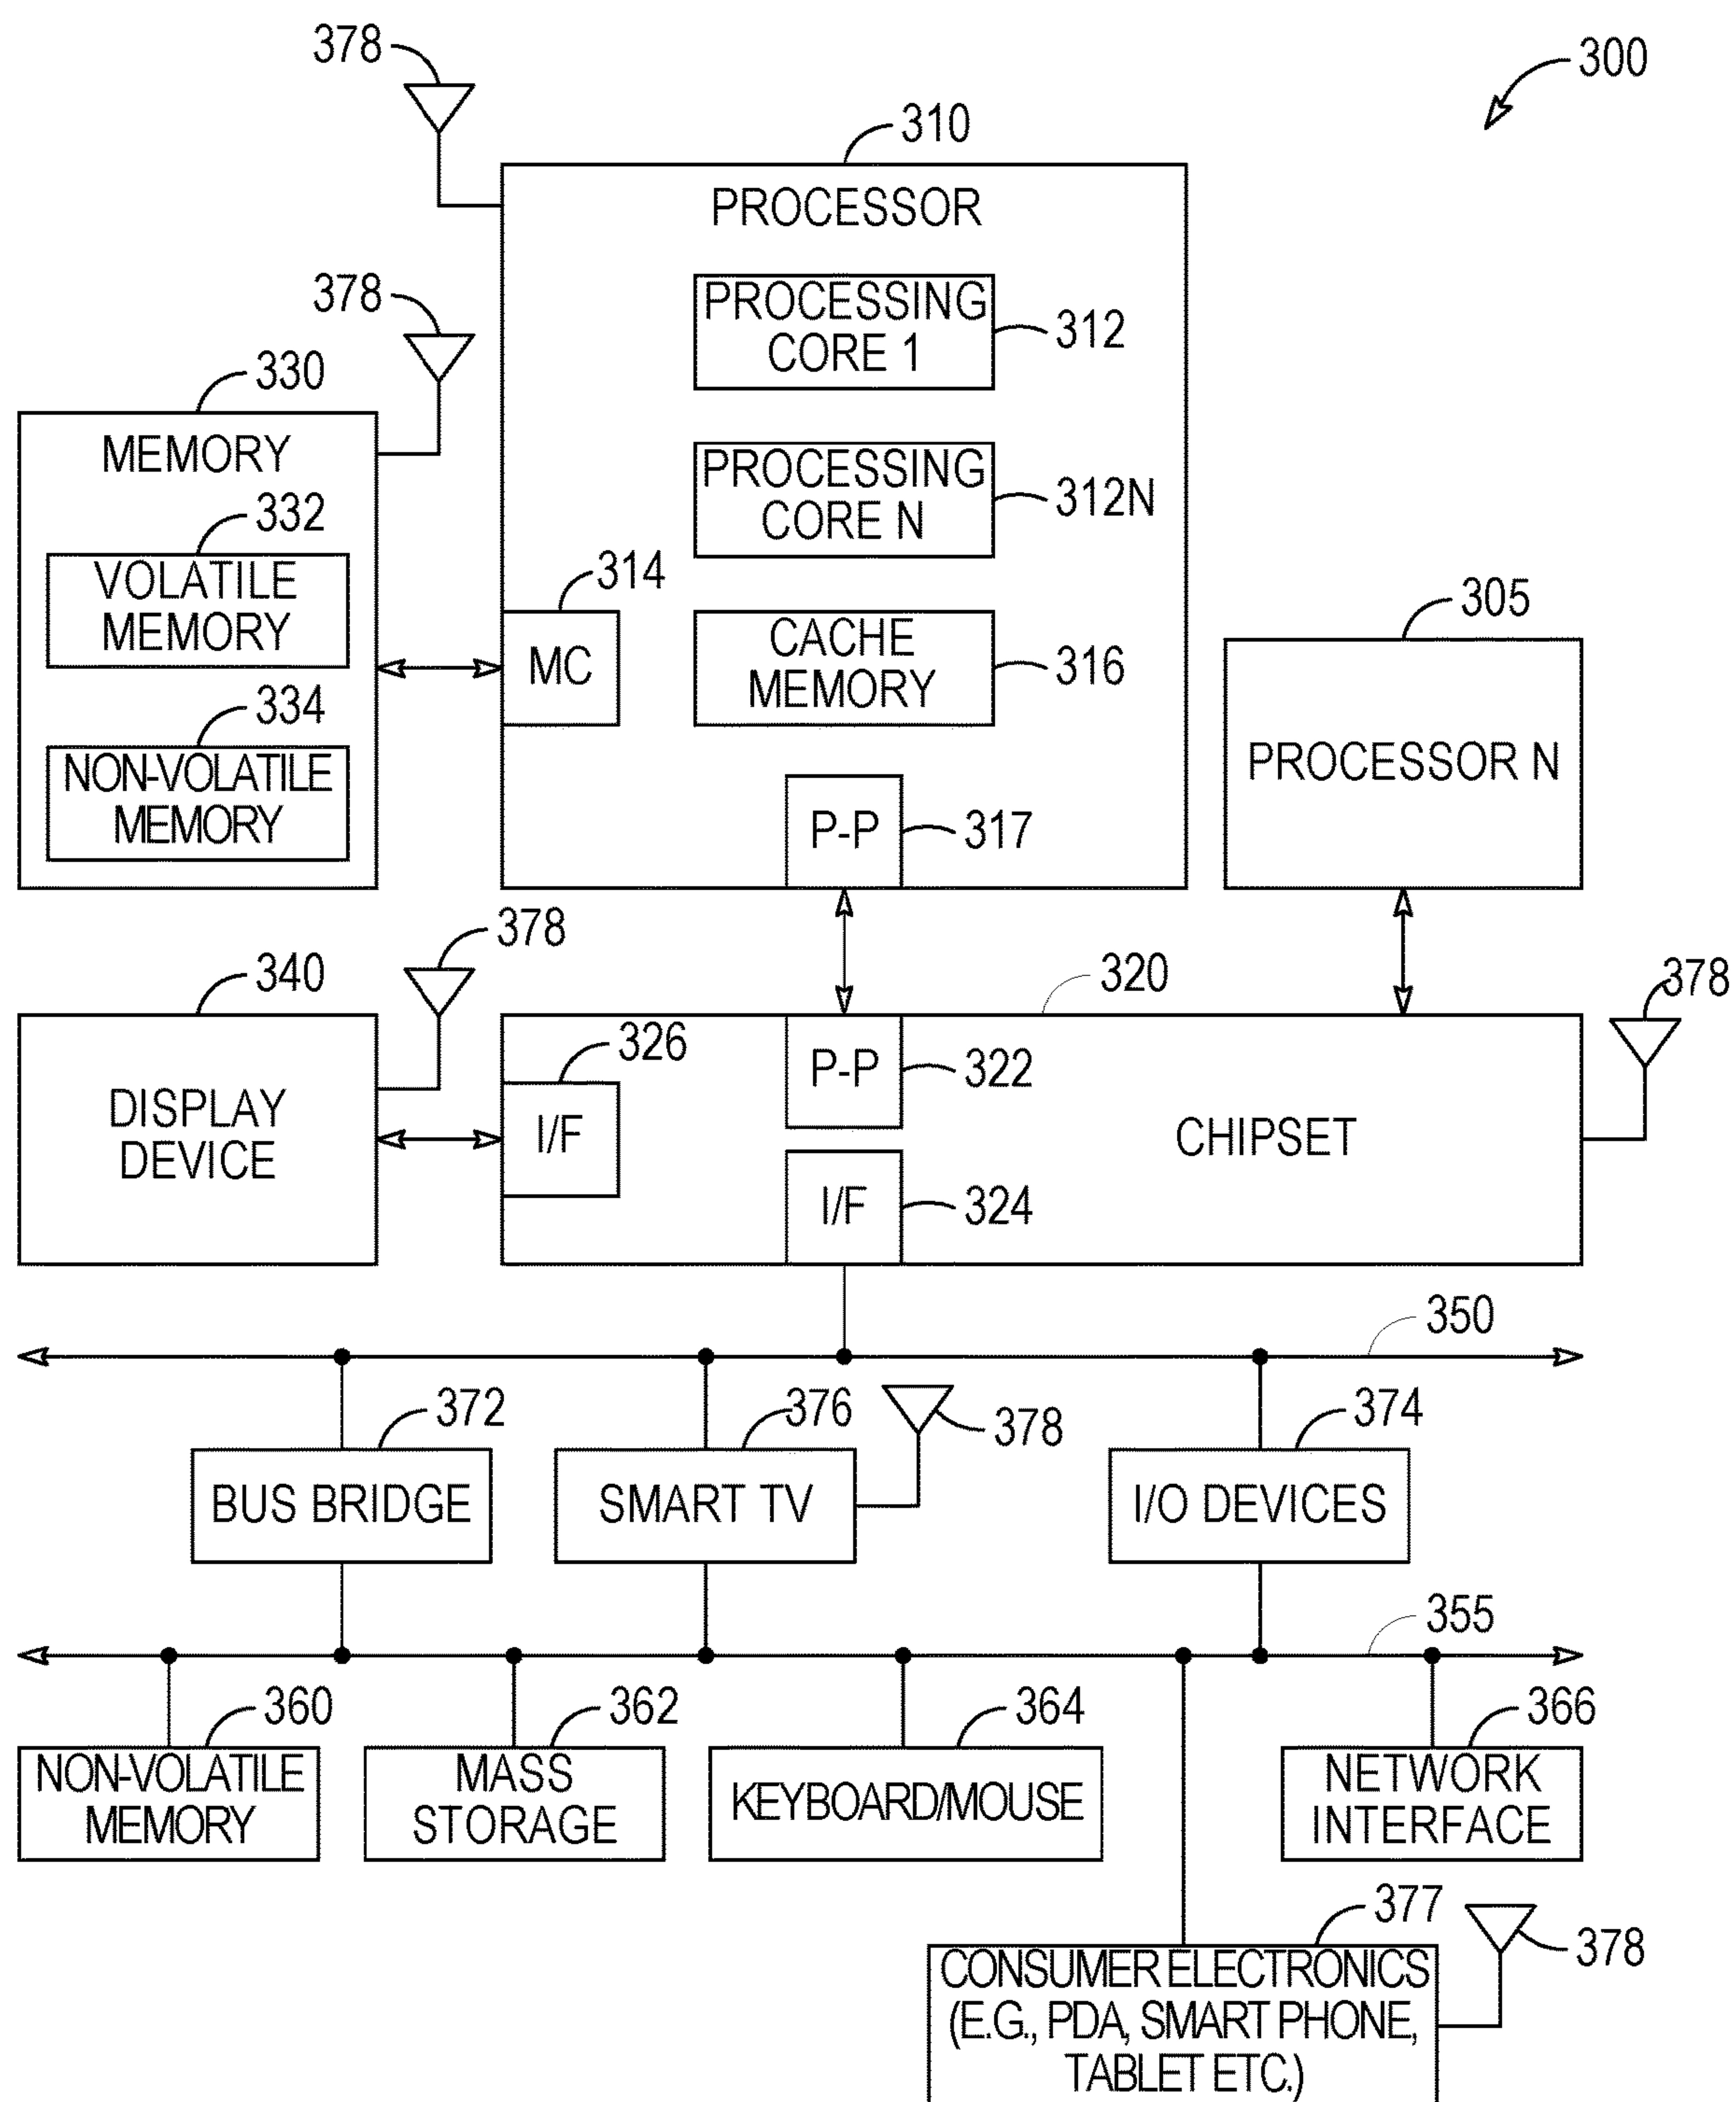 378
300
310
PROCESSOR
378
PROCESSING
CORE 1
312
330
MEMORY
PROCESSING
CORE N
312N
332
VOLATILE
MEMORY
314
MC
CACHE
MEMORY
316
305
PROCESSOR N
334
NON-VOLATILE
MEMORY
P-P
317
378
340
320
378
DISPLAY
DEVICE
326
I/F
P-P
322
CHIPSET
I/F
324
350
372
376
378
374
BUS BRIDGE
SMART TV
I/O DEVICES
355
360
362
364
366
NON-VOLATILE
MEMORY
MASS
STORAGE
KEYBOARD/MOUSE
NETWORK
INTERFACE
377
378
CONSUMER ELECTRONICS
(E.G., PDA, SMART PHONE,
TABLET ETC.)